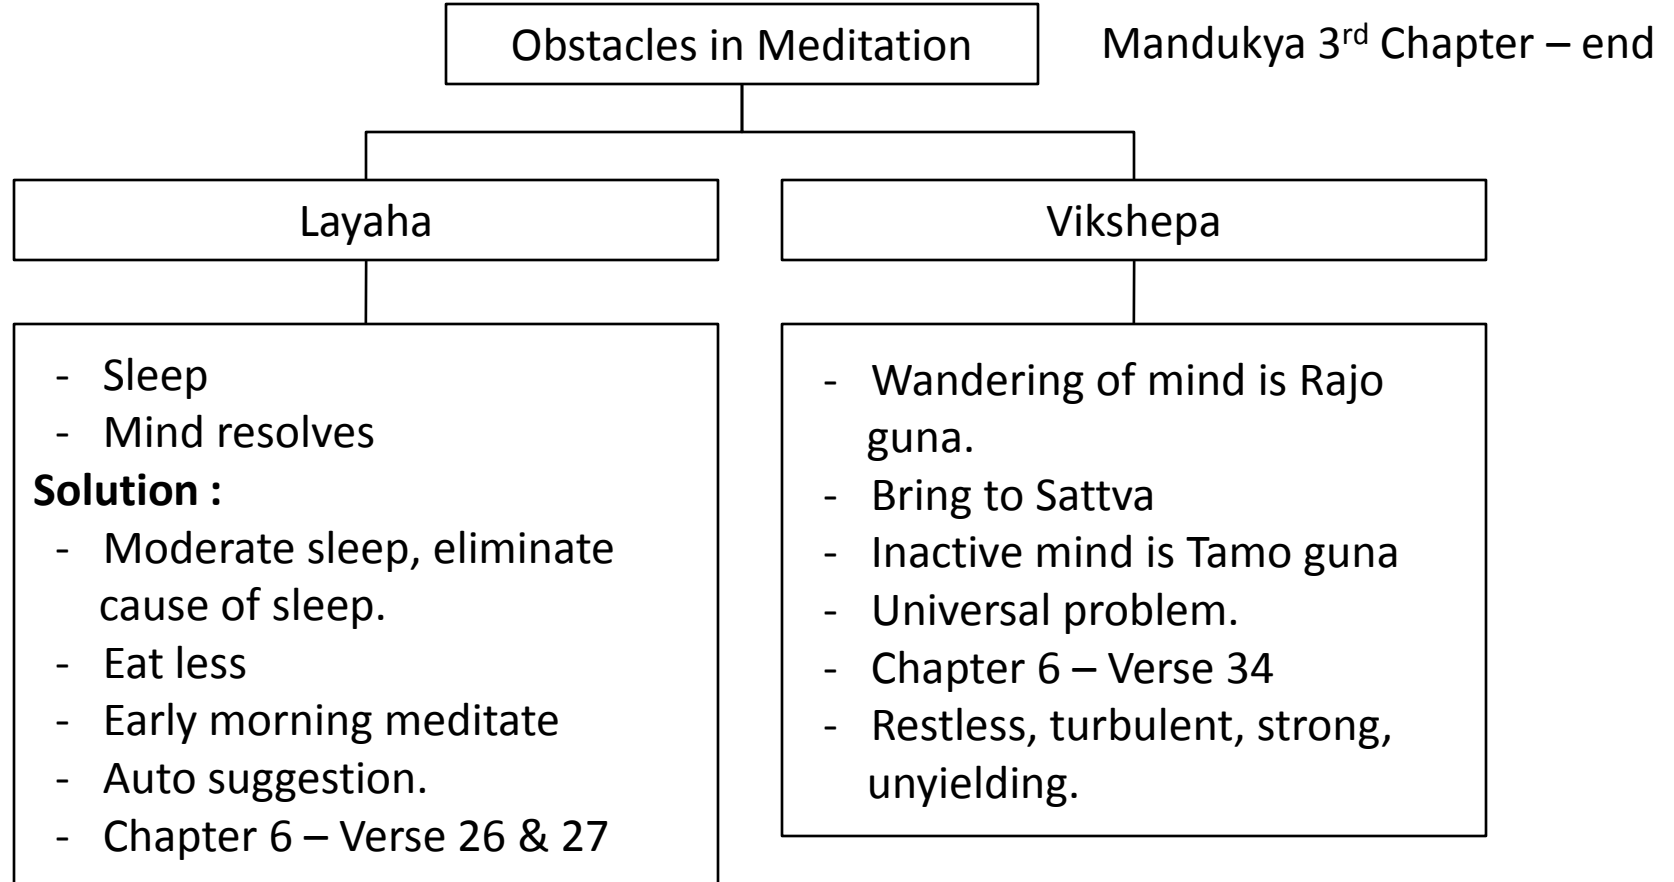 Obstacles in Meditation
Mandukya 3rd Chapter – end
Layaha
- Sleep
- Mind resolves
Solution :
- Moderate sleep, eliminate
cause of sleep.
- Eat less
- Early morning meditate
- Auto suggestion.
- Chapter 6 – Verse 26 & 27
Vikshepa
- Wandering of mind is Rajo
guna.
- Bring to Sattva
- Inactive mind is Tamo guna
- Universal problem.
- Chapter 6 – Verse 34
- Restless, turbulent, strong,
unyielding.